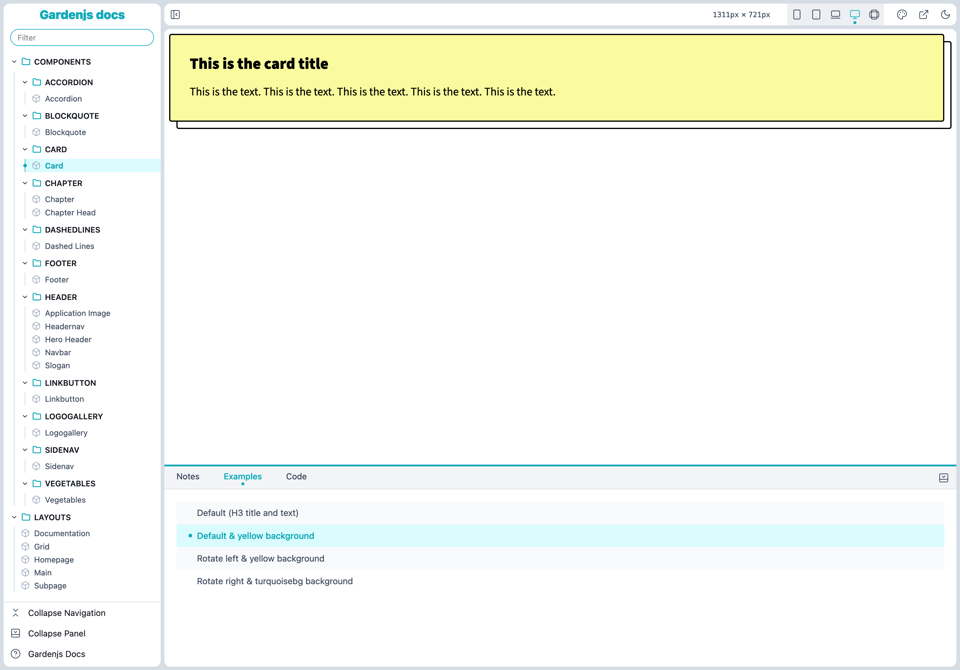 Gardenjs docs
Filter
COMPONENTS
ACCORDION
Accordion
BLOCKQUOTE
Blockquote
CARD
Card
CHAPTER
Chapter
Chapter Head
DASHEDLINES
Dashed Lines
FOOTER
Footer
HEADER
Application Image
Headernav
Hero Header
Navbar
Slogan
LINKBUTTON
Linkbutton
LOGOGALLERY
Logogallery
SIDENAV
Sidenav
VEGETABLES
Vegetables
LAYOUTS
Documentation
Grid
Homepage
Main
Subpage
Collapse Navigation
Collapse Panel
Gardenjs Docs
1311px × 721px
This is the card title
This is the text. This is the text. This is the text. This is the text. This is the text.
Notes Examples Code
Default (H3 title and text)
Default & yellow background
Rotate left & yellow background
Rotate right & turquoisebg background